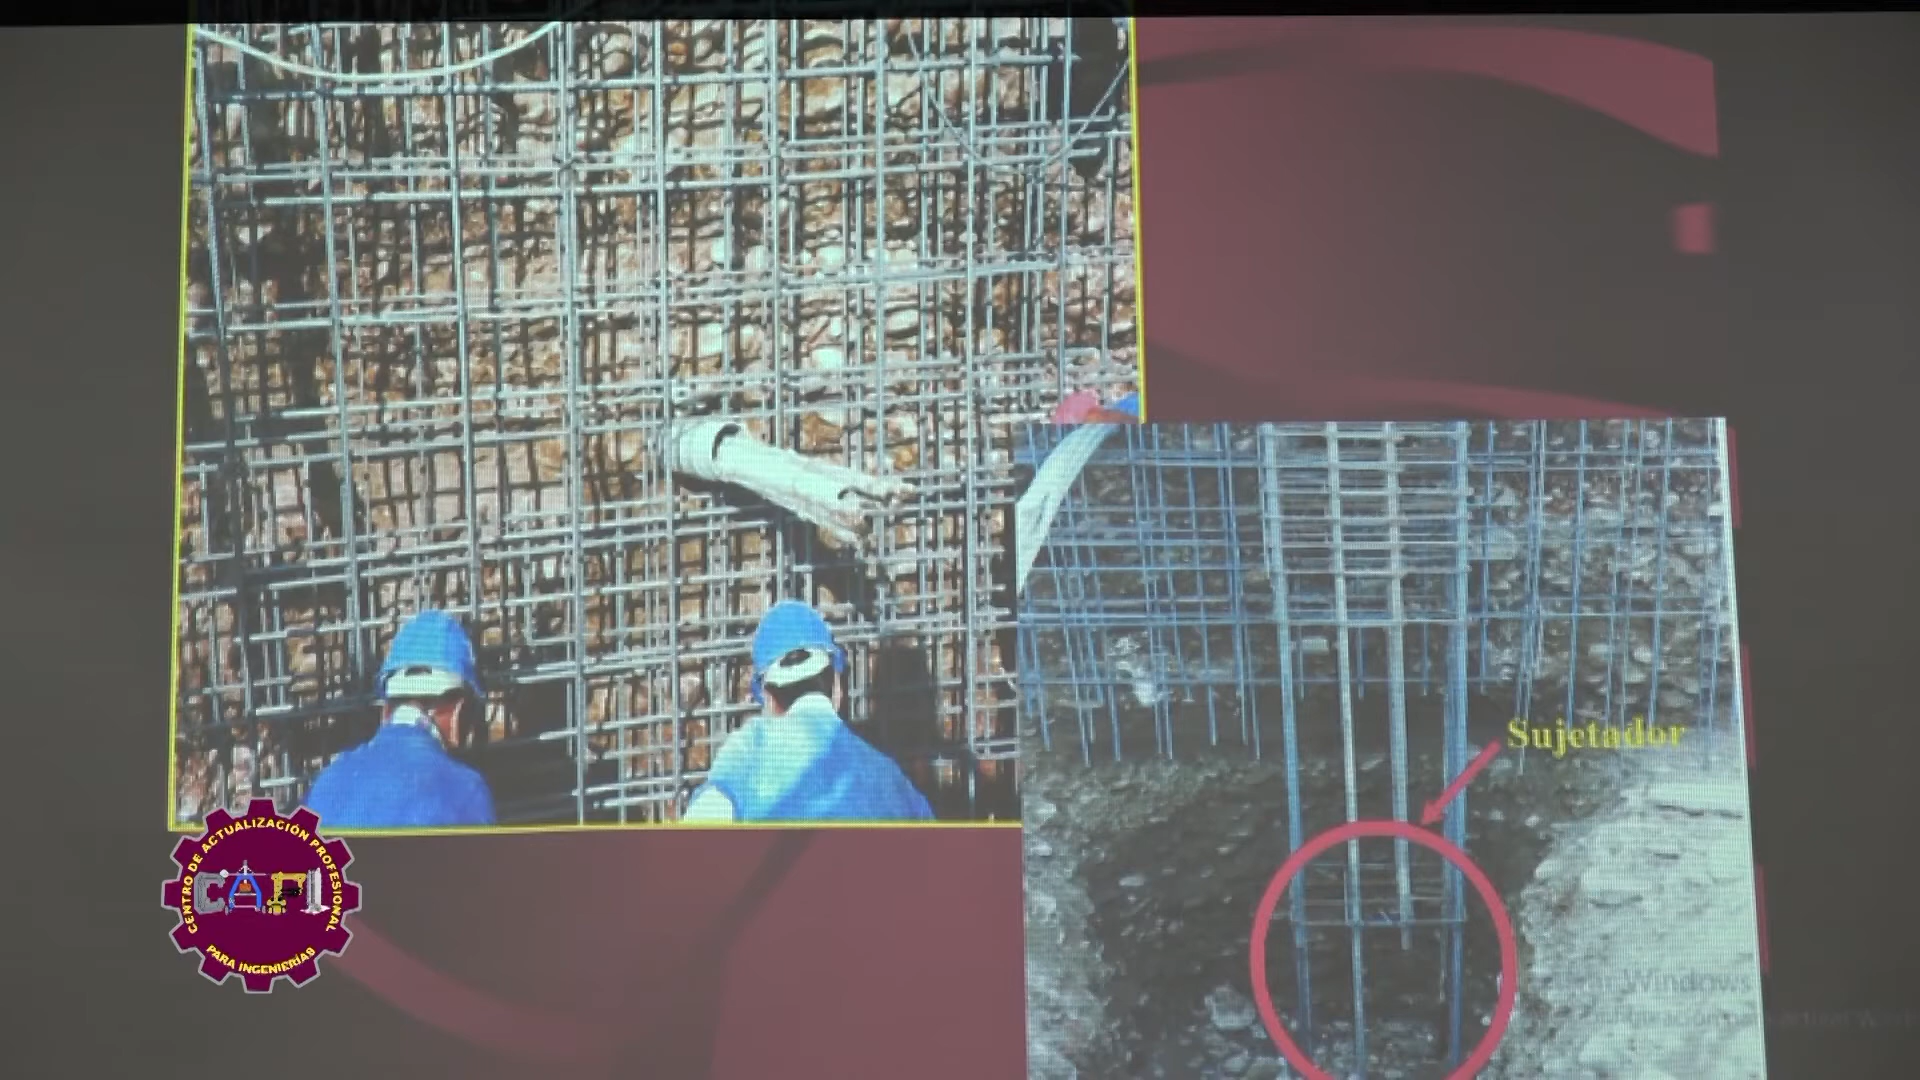 Sujetador
CENTRO DE ACTUALIZACIÓN PROFESIONAL
CAPI
PARA INGENIERÍAS
Windows